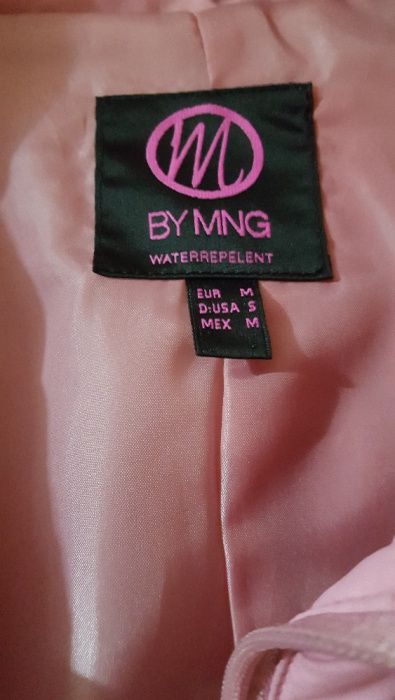 M
BY MNG
WATERREPELENT
EUR M
D:USA S
MEX M